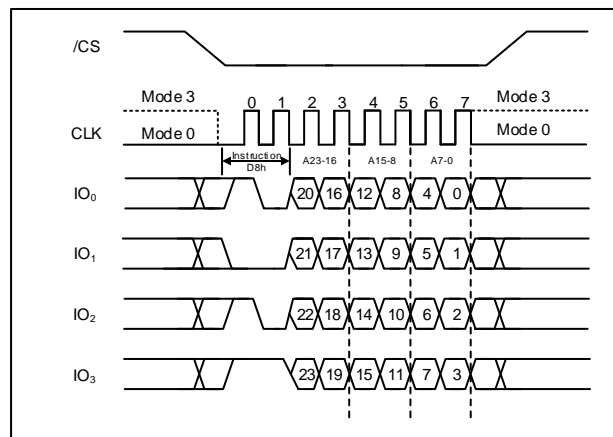 /CS
0 1 2 3 4 5 6 7
Mode 3 Mode 3
CLK Mode 0 Mode 0
Instruction A23-16 A15-8 A7-0
D8h
IO₀ 20 16 12 8 4 0
IO₁ 21 17 13 9 5 1
IO₂ 22 18 14 10 6 2
IO₃ 23 19 15 11 7 3